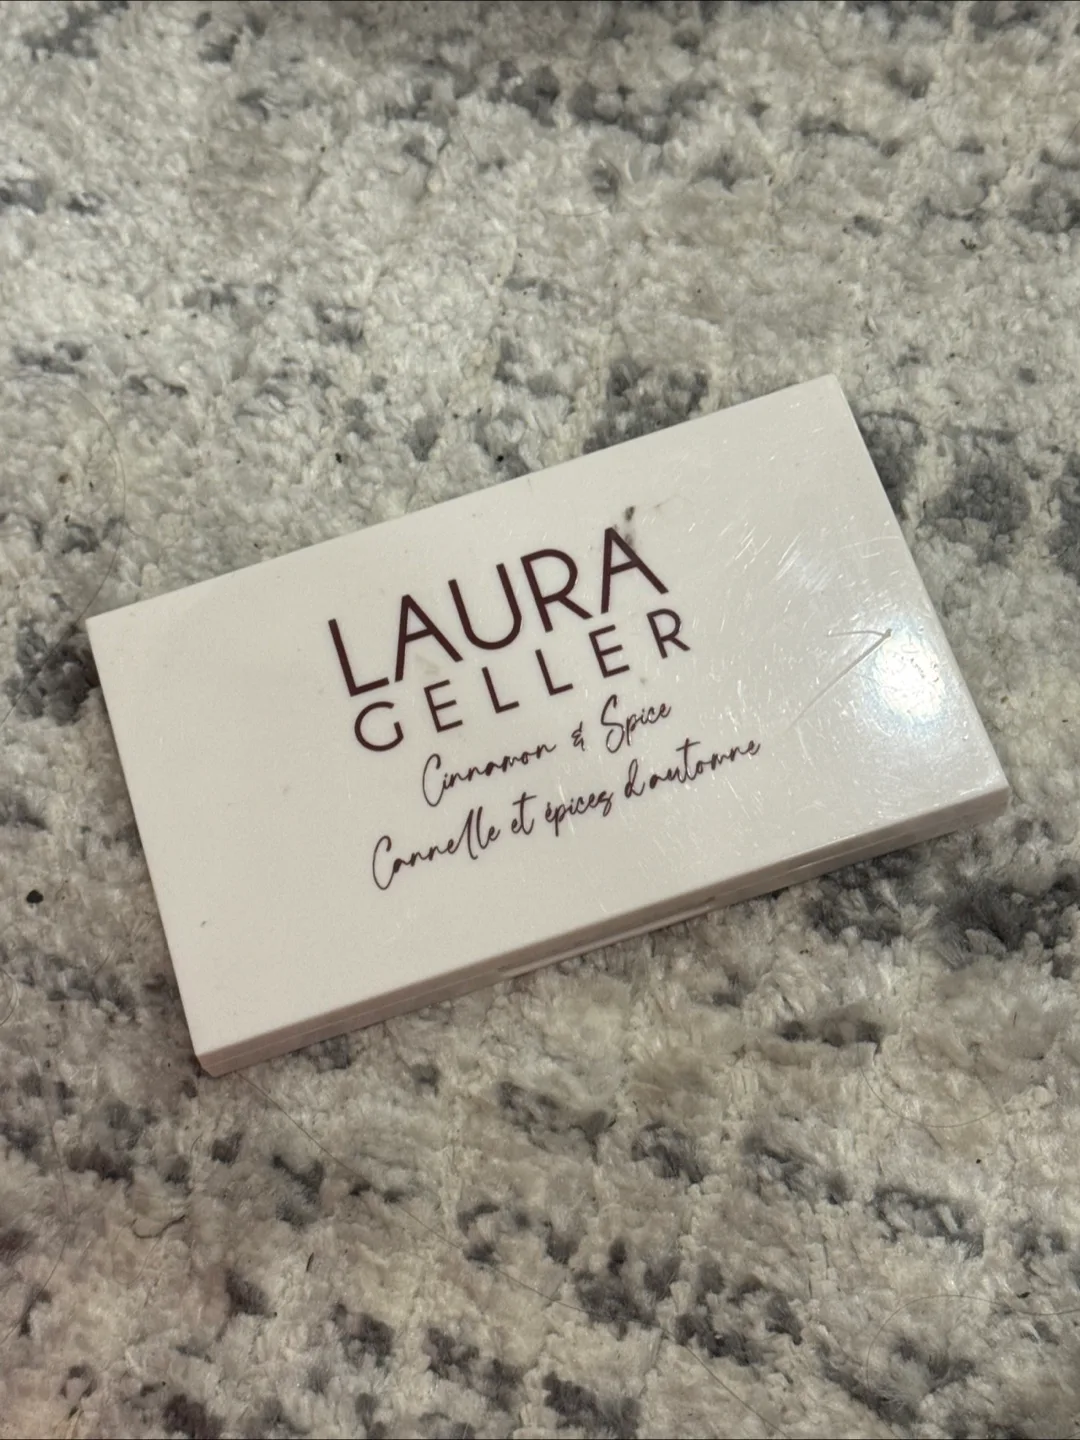 LAURA
GELLER
Cinnamon & Spice
Cannelle et épices d'automne